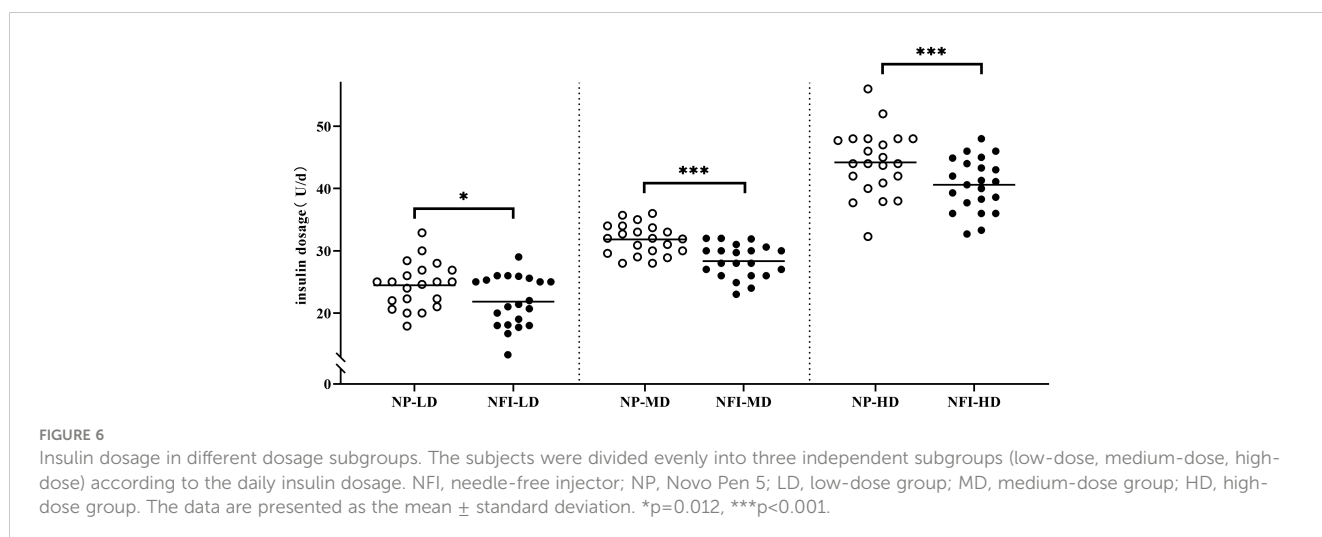 ***
***
*
50
40
30
20
0
insulin dosage( U/d)
NP-LD NFI-LD NP-MD NFI-MD NP-HD NFI-HD
FIGURE 6
Insulin dosage in different dosage subgroups. The subjects were divided evenly into three independent subgroups (low-dose, medium-dose, high-
dose) according to the daily insulin dosage. NFI, needle-free injector; NP, Novo Pen 5; LD, low-dose group; MD, medium-dose group; HD, high-
dose group. The data are presented as the mean ± standard deviation. *p=0.012, ***p<0.001.